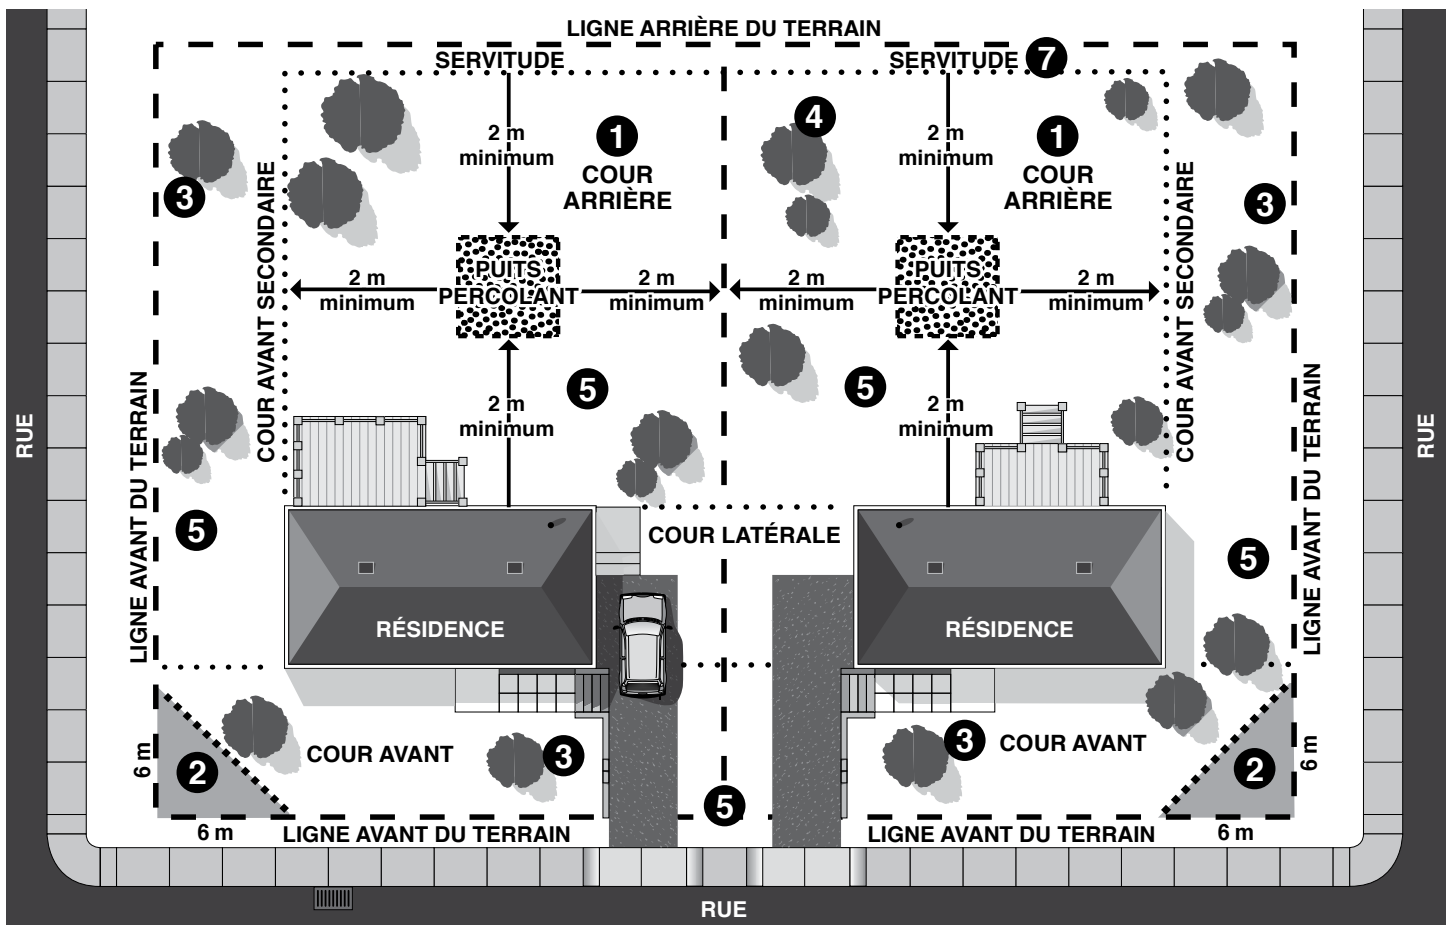 LIGNE ARRIÈRE DU TERRAIN
SERVITUDE
SERVITUDE 7
2 m
minimum
1
COUR
ARRIÈRE
4
2 m
minimum
1
COUR
ARRIÈRE
3
3
COUR AVANT SECONDAIRE
COUR AVANT SECONDAIRE
2 m
minimum
PUITS
PERCOLANT
2 m
minimum
2 m
minimum
PUITS
PERCOLANT
2 m
minimum
5
5
2 m
minimum
2 m
minimum
RUE
RUE
LIGNE AVANT DU TERRAIN
LIGNE AVANT DU TERRAIN
5
COUR LATÉRALE
5
RÉSIDENCE
RÉSIDENCE
6 m
2
COUR AVANT
3
3
COUR AVANT
2
6 m
5
6 m
LIGNE AVANT DU TERRAIN
LIGNE AVANT DU TERRAIN
6 m
RUE